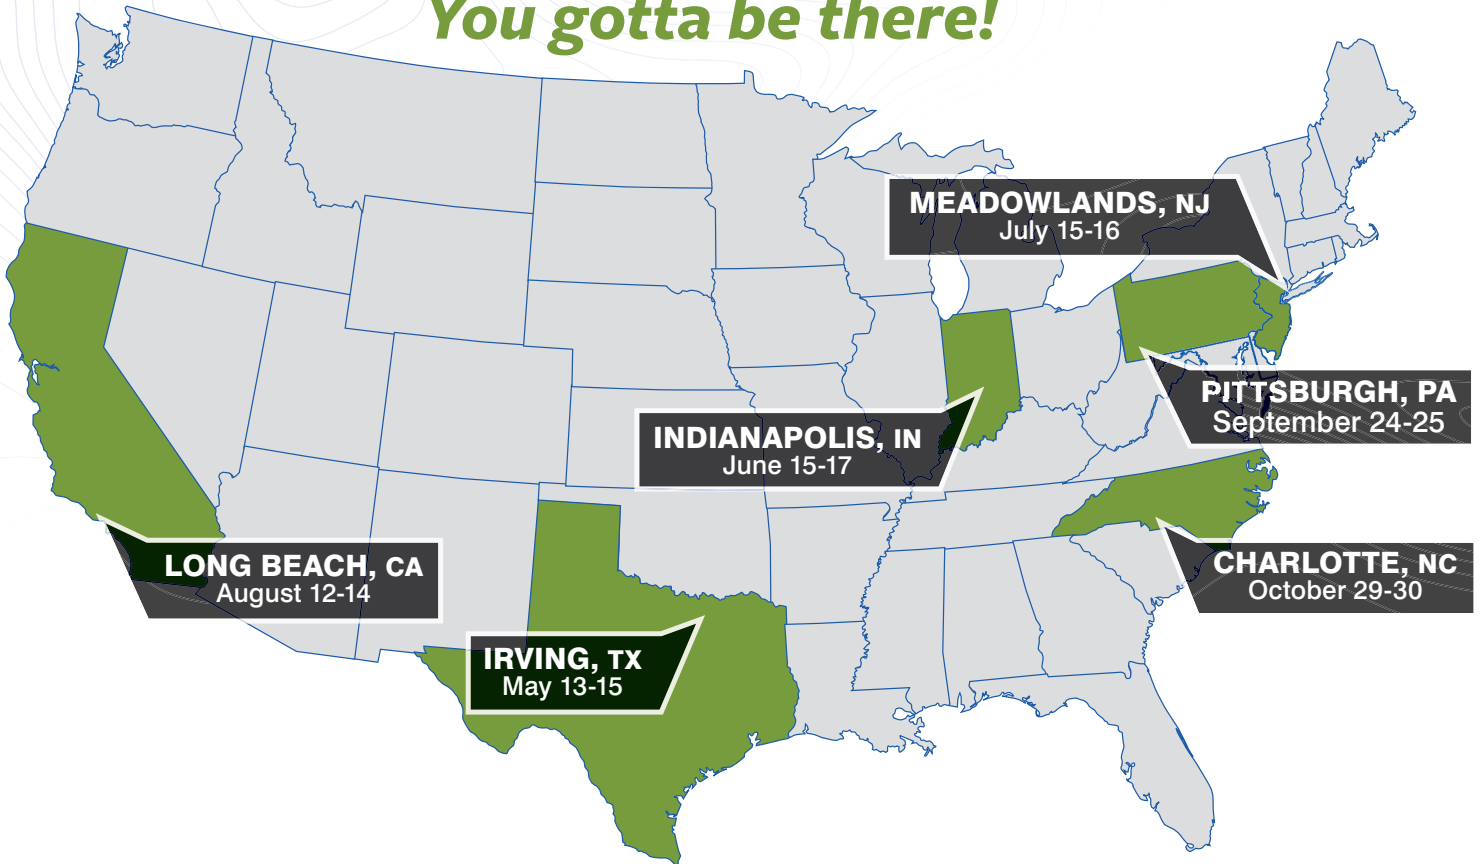 You gotta be there!
MEADOWLANDS, NJ
July 15-16
PITTSBURGH, PA
September 24-25
INDIANAPOLIS, IN
June 15-17
CHARLOTTE, NC
October 29-30
LONG BEACH, CA
August 12-14
IRVING, TX
May 13-15